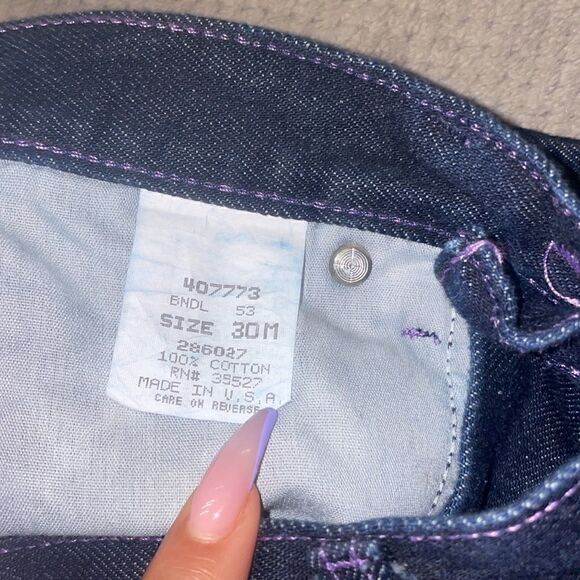 407773
BNDL 53
SIZE 30M
286027
100% COTTON
RN# 35527
MADE IN U.S.A
CARE ON REVERSE